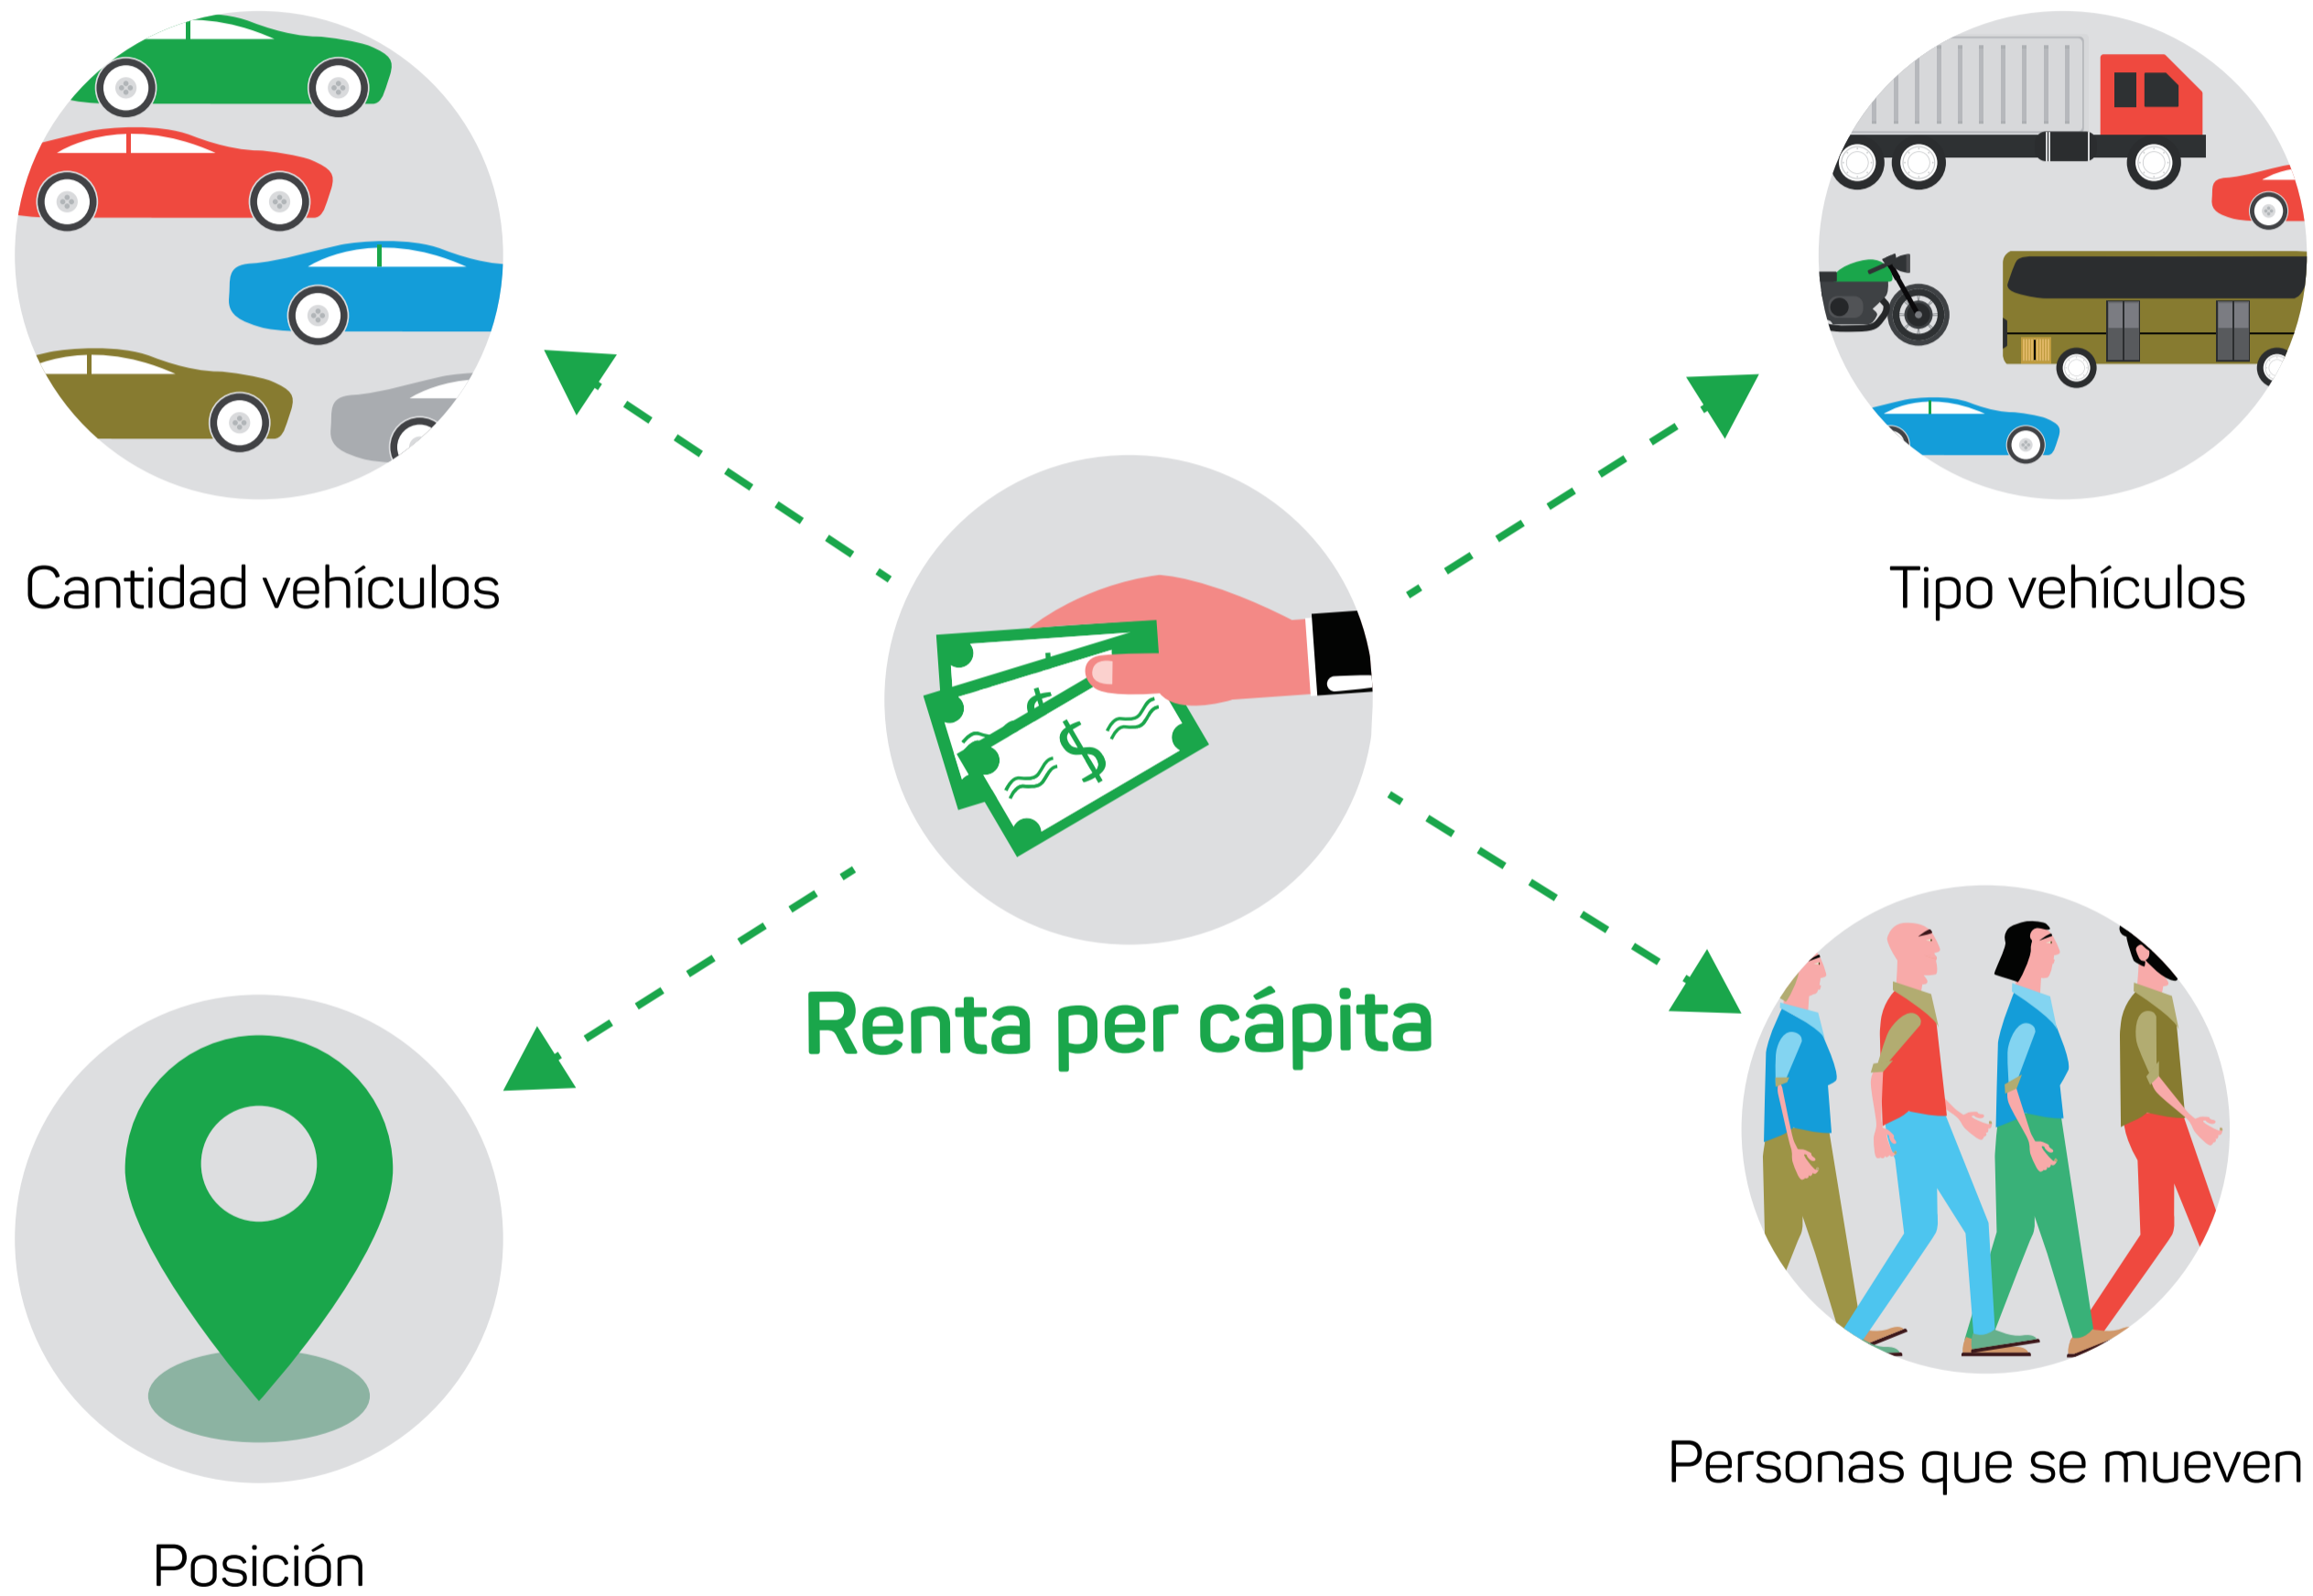 Cantidad vehículos
Tipo vehículos
$
Renta per cápita
Personas que se mueven
Posición